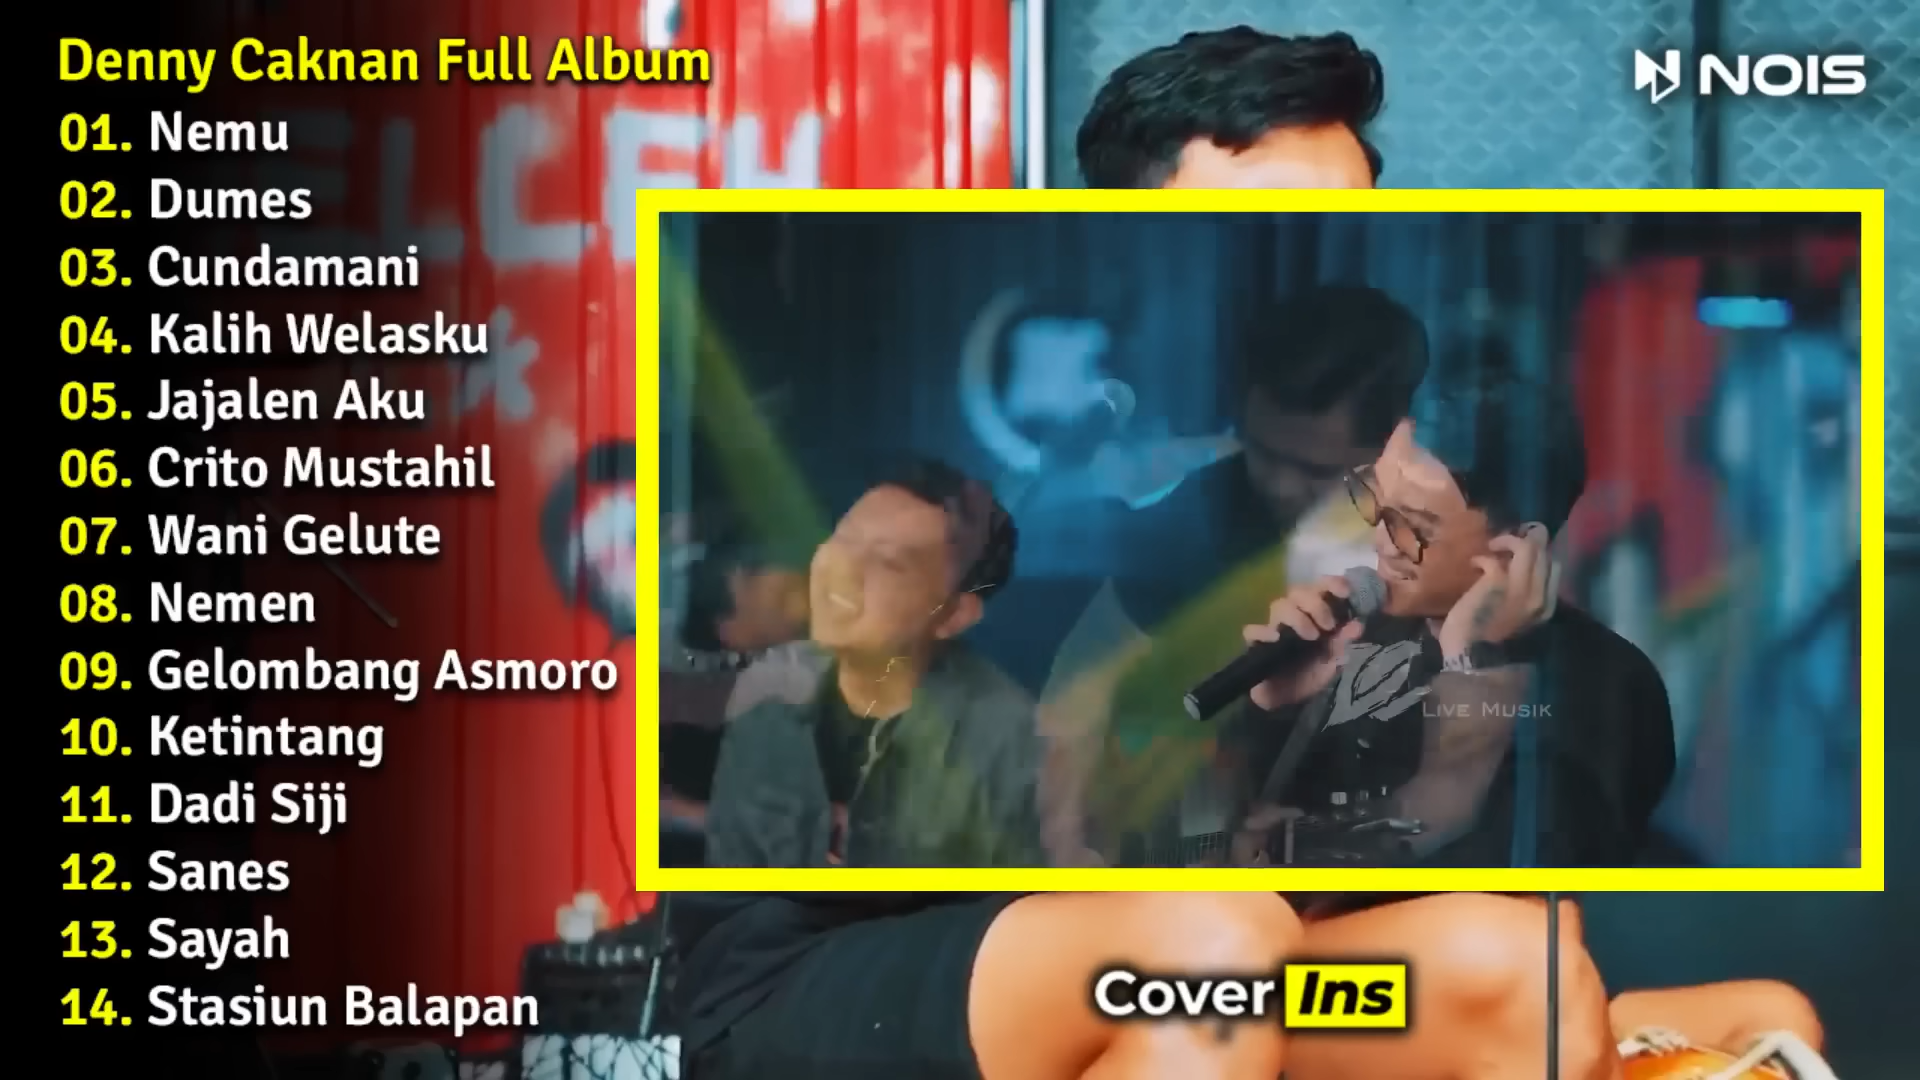 Denny Caknan Full Album
01. Nemu
02. Dumes
03. Cundamani
04. Kalih Welasku
05. Jajalen Aku
06. Crito Mustahil
07. Wani Gelute
08. Nemen
09. Gelombang Asmoro
10. Ketintang
11. Dadi Siji
12. Sanes
13. Sayah
14. Stasiun Balapan
NOIS
Live Musik
Cover Ins